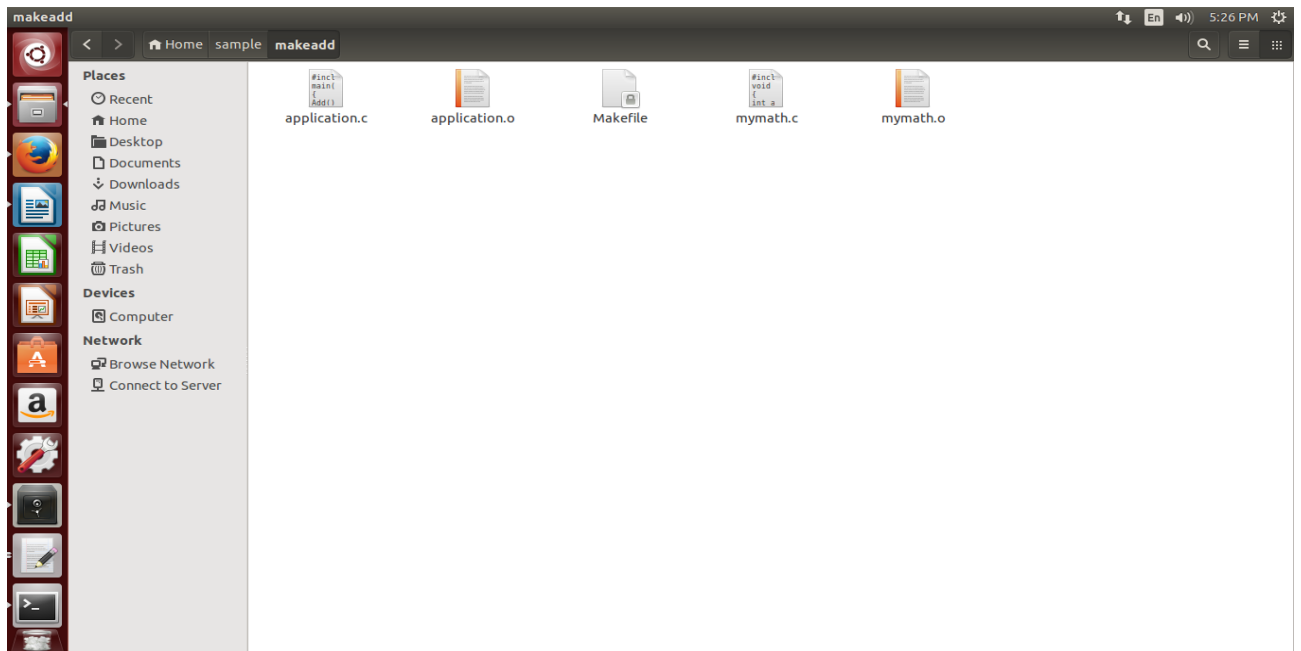 makeadd
En 5:26 PM
Home sample makeadd
Places
Recent
Home
Desktop
Documents
Downloads
Music
Pictures
Videos
Trash
Devices
Computer
Network
Browse Network
Connect to Server
#incl
main(
{
Add()
application.c
application.o
Makefile
#incl
void
{
int a
mymath.c
mymath.o
A
a
>_